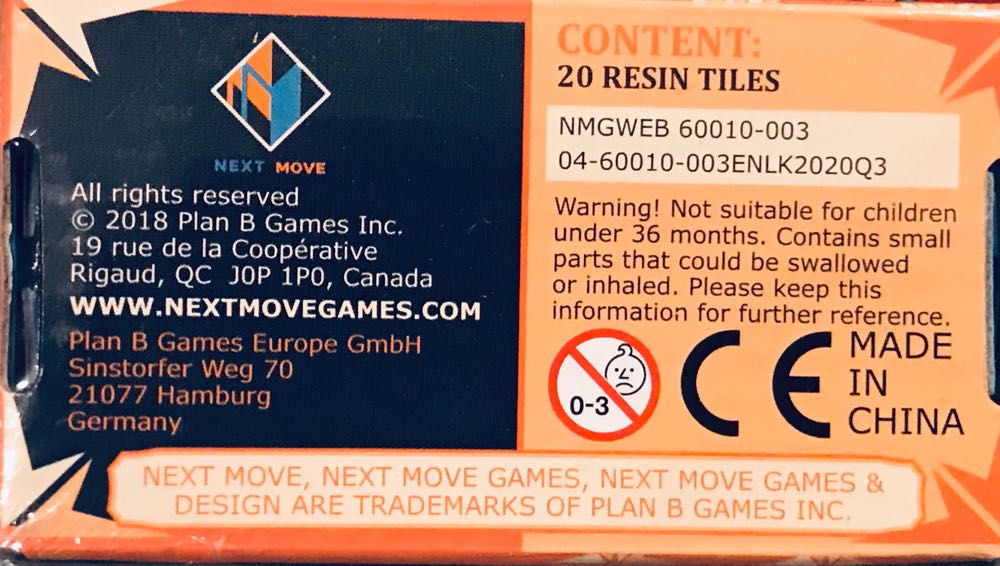 NEXT MOVE
All rights reserved
© 2018 Plan B Games Inc.
19 rue de la Coopérative
Rigaud, QC J0P 1P0, Canada
WWW.NEXTMOVEGAMES.COM
Plan B Games Europe GmbH
Sinstorfer Weg 70
21077 Hamburg
Germany
CONTENT:
20 RESIN TILES
NMGWEB 60010-003
04-60010-003ENLK2020Q3
Warning! Not suitable for children
under 36 months. Contains small
parts that could be swallowed
or inhaled. Please keep this
information for further reference.
0-3
CE
MADE
IN
CHINA
NEXT MOVE, NEXT MOVE GAMES, NEXT MOVE GAMES &
DESIGN ARE TRADEMARKS OF PLAN B GAMES INC.